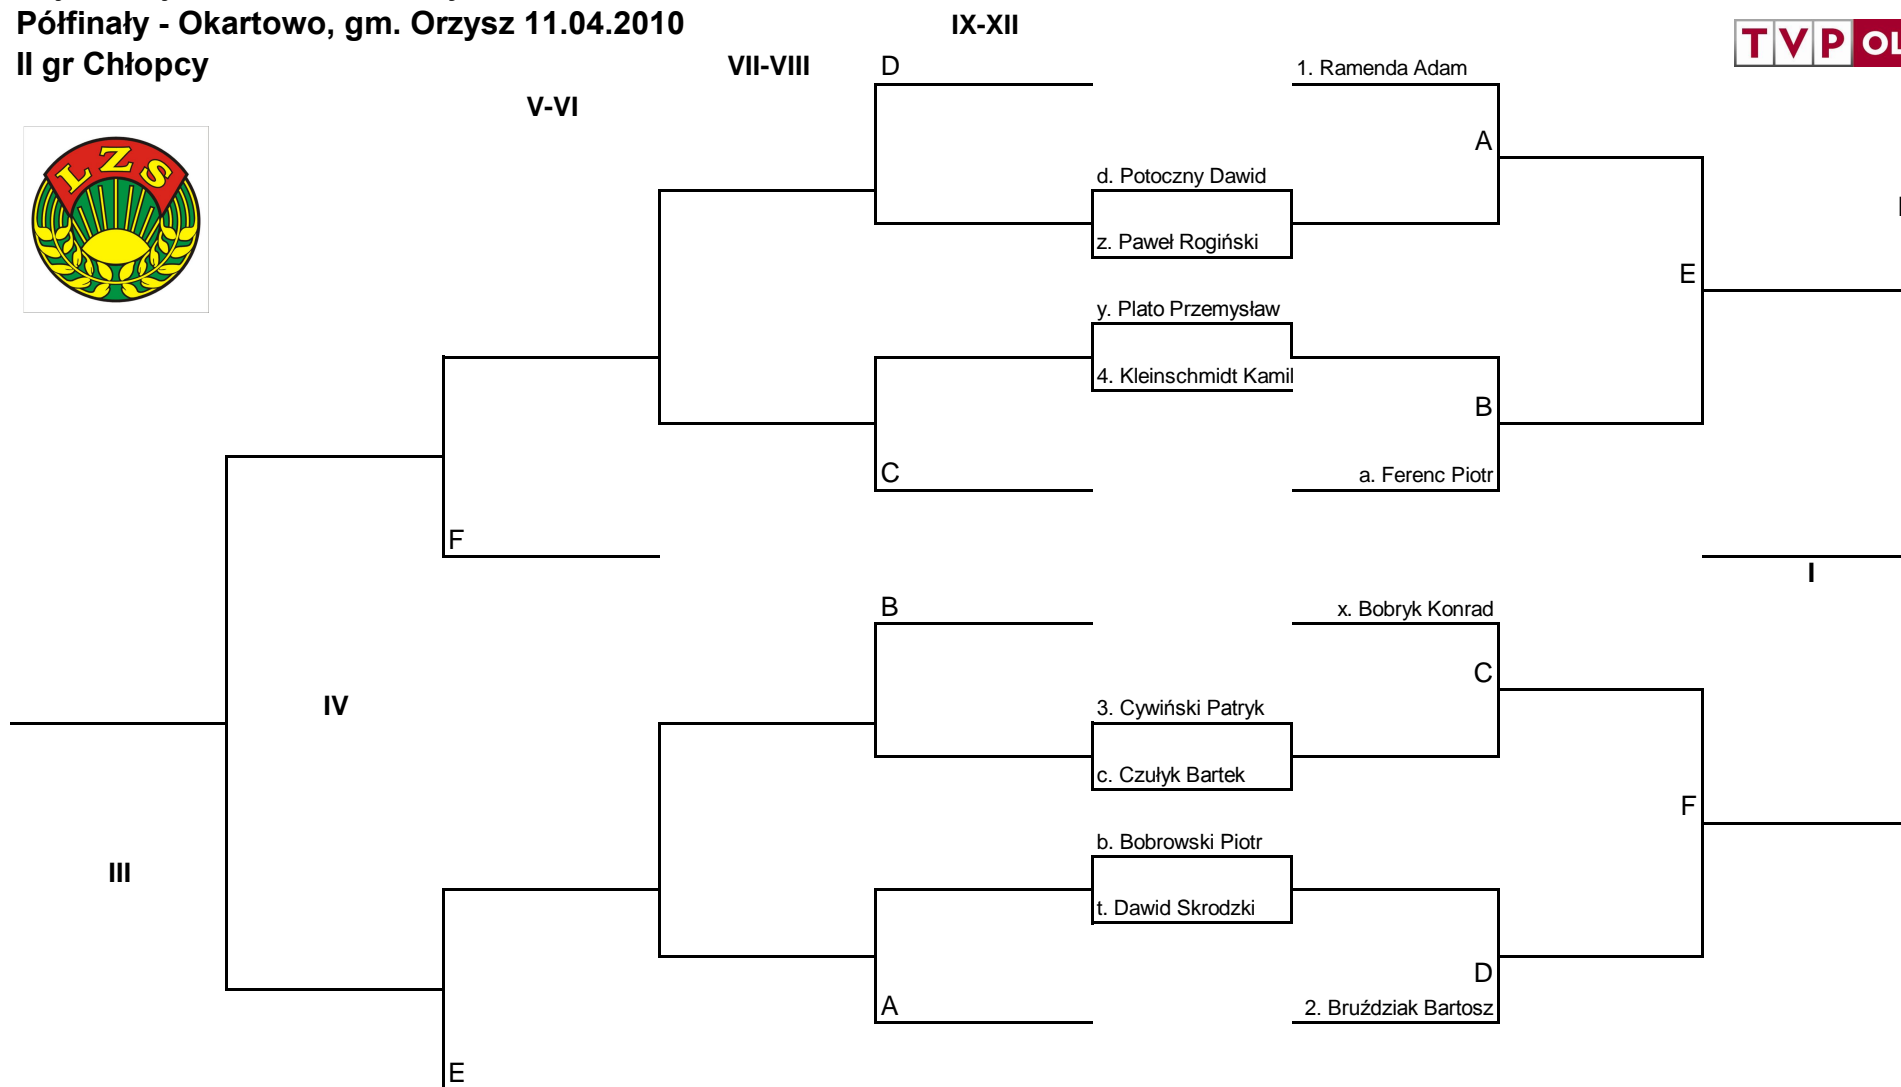 Półfinały - Okartowo, gm. Orzysz 11.04.2010
IX-XII
II gr Chłopcy
VII-VIII
D
1. Ramenda Adam
TVP
V-VI
LZS
A
d. Potoczny Dawid
z. Paweł Rogiński
E
y. Plato Przemysław
4. Kleinschmidt Kamil
B
C
a. Ferenc Piotr
F
I
B
x. Bobryk Konrad
C
IV
3. Cywiński Patryk
c. Czułyk Bartek
F
b. Bobrowski Piotr
III
t. Dawid Skrodzki
D
A
2. Bruździak Bartosz
E